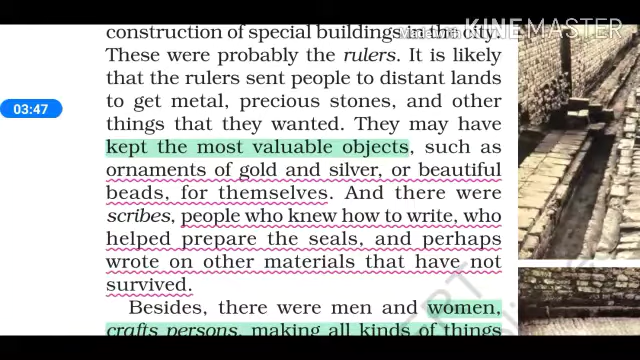 construction of special buildings in the city.
Made with KINEMASTER
These were probably the rulers. It is likely
that the rulers sent people to distant lands
03:47
to get metal, precious stones, and other
things that they wanted. They may have
kept the most valuable objects, such as
ornaments of gold and silver, or beautiful
beads, for themselves. And there were
scribes, people who knew how to write, who
helped prepare the seals, and perhaps
wrote on other materials that have not
survived.
Besides, there were men and women,
crafts persons, making all kinds of things